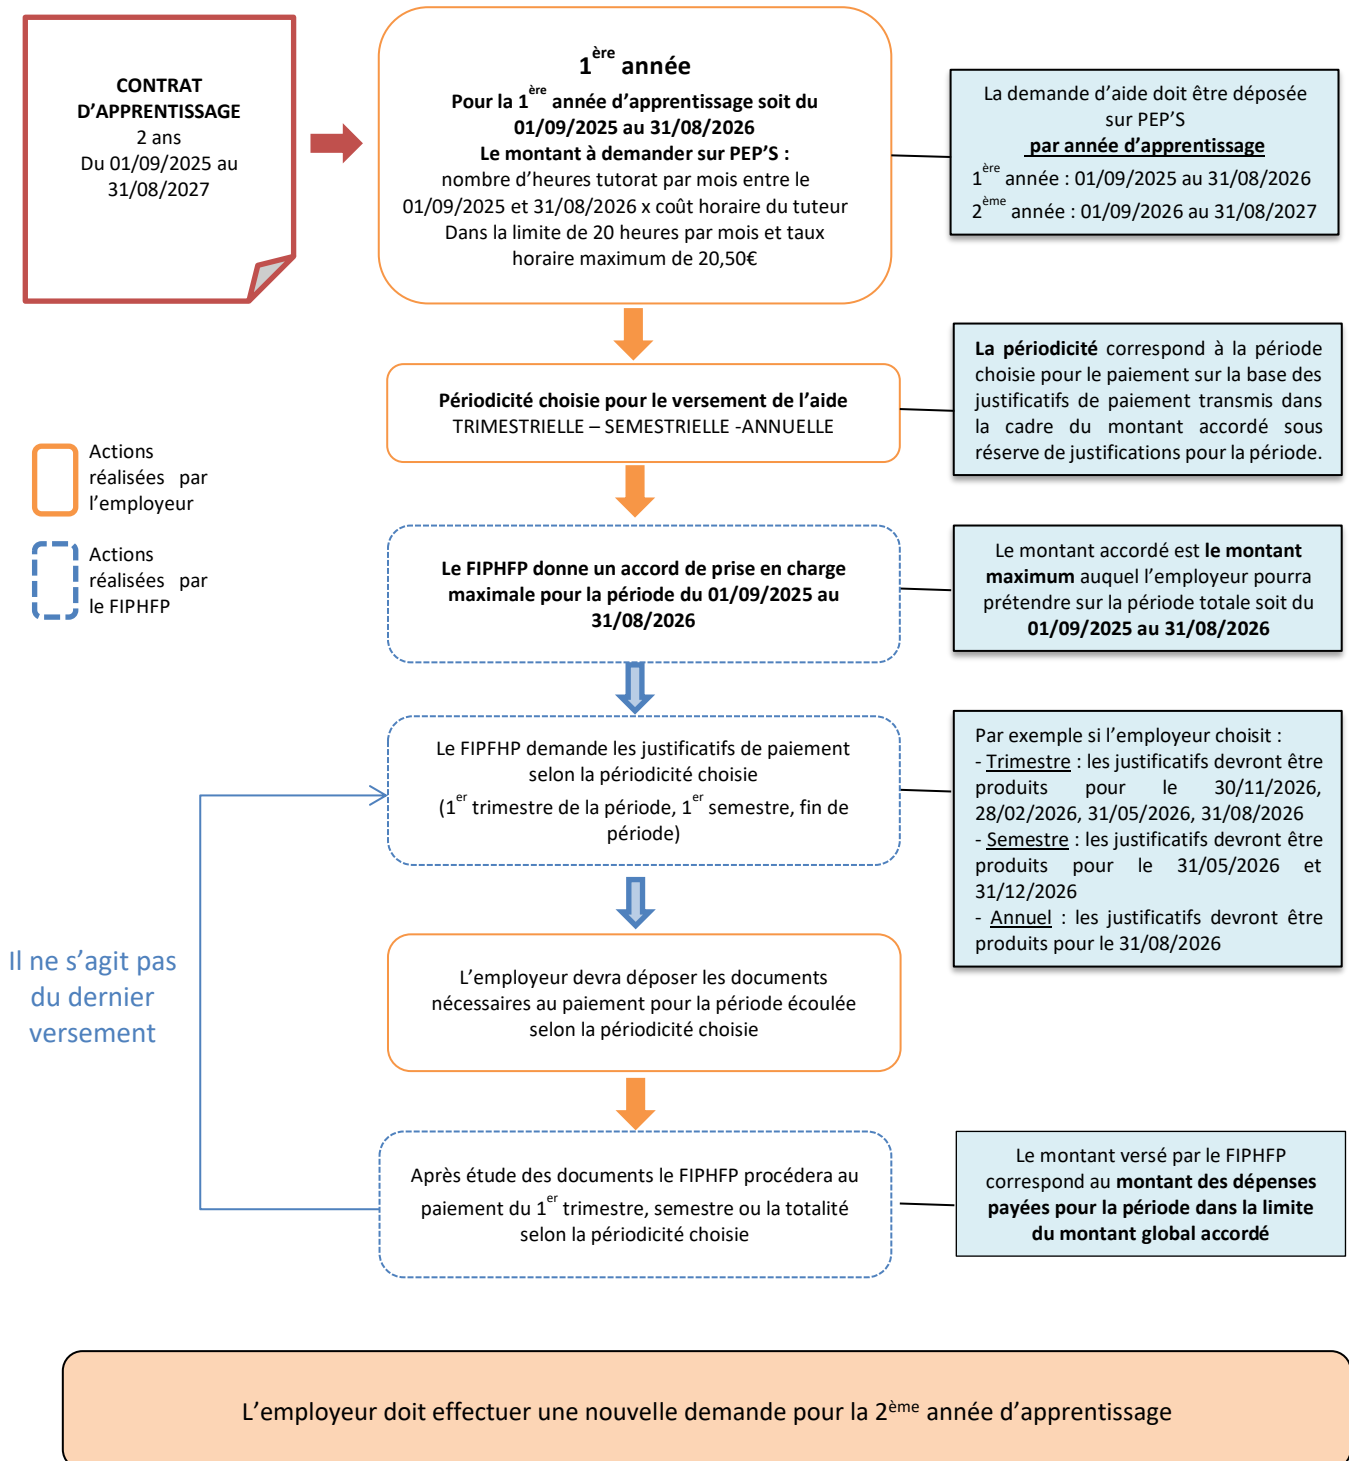 CONTRAT
D’APPRENTISSAGE
2 ans
Du 01/09/2025 au
31/08/2027
1ère année
Pour la 1ère année d’apprentissage soit du
01/09/2025 au 31/08/2026
Le montant à demander sur PEP’S :
nombre d’heures tutorat par mois entre le
01/09/2025 et 31/08/2026 x coût horaire du tuteur
Dans la limite de 20 heures par mois et taux
horaire maximum de 20,50€
La demande d’aide doit être déposée
sur PEP’S
par année d’apprentissage
1ère année : 01/09/2025 au 31/08/2026
2ème année : 01/09/2026 au 31/08/2027
Périodicité choisie pour le versement de l’aide
TRIMESTRIELLE – SEMESTRIELLE -ANNUELLE
La périodicité correspond à la période
choisie pour le paiement sur la base des
justificatifs de paiement transmis dans
la cadre du montant accordé sous
réserve de justifications pour la période.
Actions
réalisées par
l’employeur
Actions
réalisées par
le FIPHFP
Le FIPHFP donne un accord de prise en charge
maximale pour la période du 01/09/2025 au
31/08/2026
Le montant accordé est le montant
maximum auquel l’employeur pourra
prétendre sur la période totale soit du
01/09/2025 au 31/08/2026
Le FIPFHP demande les justificatifs de paiement
selon la périodicité choisie
(1er trimestre de la période, 1er semestre, fin de
période)
Par exemple si l’employeur choisit :
- Trimestre : les justificatifs devront être
produits pour le 30/11/2026,
28/02/2026, 31/05/2026, 31/08/2026
- Semestre : les justificatifs devront être
produits pour le 31/05/2026 et
31/12/2026
- Annuel : les justificatifs devront être
produits pour le 31/08/2026
Il ne s’agit pas
du dernier
versement
L’employeur devra déposer les documents
nécessaires au paiement pour la période écoulée
selon la périodicité choisie
Après étude des documents le FIPHFP procédera au
paiement du 1er trimestre, semestre ou la totalité
selon la périodicité choisie
Le montant versé par le FIPHFP
correspond au montant des dépenses
payées pour la période dans la limite
du montant global accordé
L’employeur doit effectuer une nouvelle demande pour la 2ème année d’apprentissage